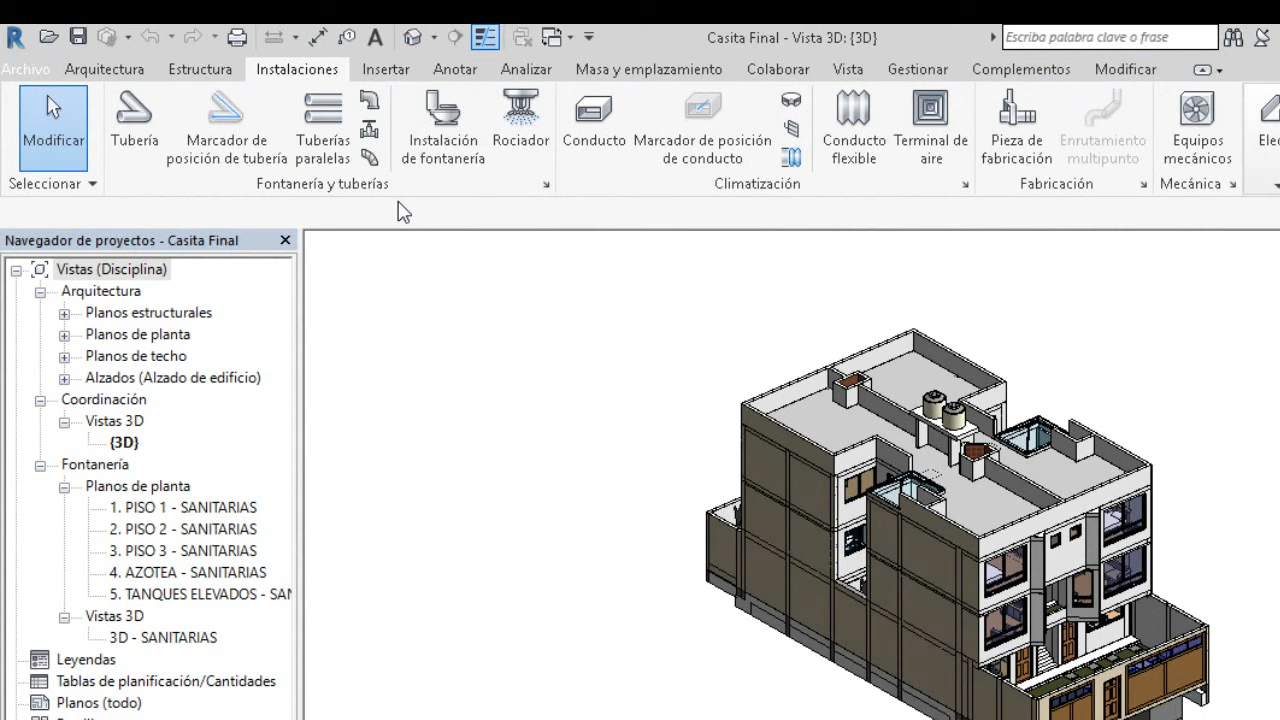 Casita Final - Vista 3D: {3D}
Escriba palabra clave o frase
Archivo Arquitectura Estructura Instalaciones Insertar Anotar Analizar Masa y emplazamiento Colaborar Vista Gestionar Complementos Modificar
Modificar
Tubería
Marcador de
posición de tubería
Tuberías
paralelas
Instalación
de fontanería
Rociador
Conducto
Marcador de posición
de conducto
Conducto
flexible
Terminal de
aire
Pieza de
fabricación
Enrutamiento
multipunto
Equipos
mecánicos
Elec
Seleccionar
Fontanería y tuberías
Climatización
Fabricación
Mecánica
Navegador de proyectos - Casita Final
Vistas (Disciplina)
Arquitectura
Planos estructurales
Planos de planta
Planos de techo
Alzados (Alzado de edificio)
Coordinación
Vistas 3D
{3D}
Fontanería
Planos de planta
1. PISO 1 - SANITARIAS
2. PISO 2 - SANITARIAS
3. PISO 3 - SANITARIAS
4. AZOTEA - SANITARIAS
5. TANQUES ELEVADOS - SAN
Vistas 3D
3D - SANITARIAS
Leyendas
Tablas de planificación/Cantidades
Planos (todo)